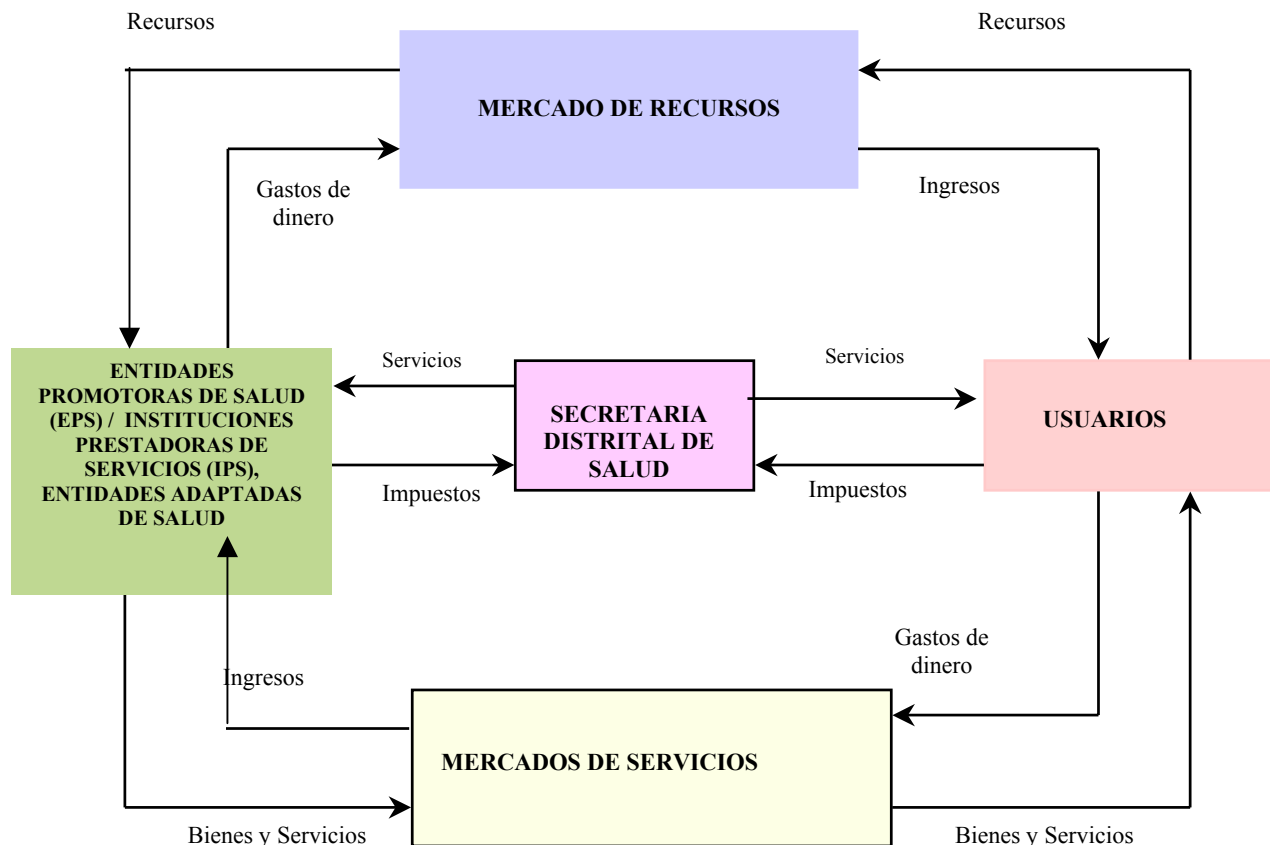 Recursos
Recursos
MERCADO DE RECURSOS
Gastos de
dinero
Ingresos
ENTIDADES
PROMOTORAS DE SALUD
(EPS) / INSTITUCIONES
PRESTADORAS DE
SERVICIOS (IPS),
ENTIDADES ADAPTADAS
DE SALUD
Servicios
Servicios
SECRETARIA
DISTRITAL DE
SALUD
USUARIOS
Impuestos
Impuestos
Gastos de
dinero
Ingresos
MERCADOS DE SERVICIOS
Bienes y Servicios
Bienes y Servicios